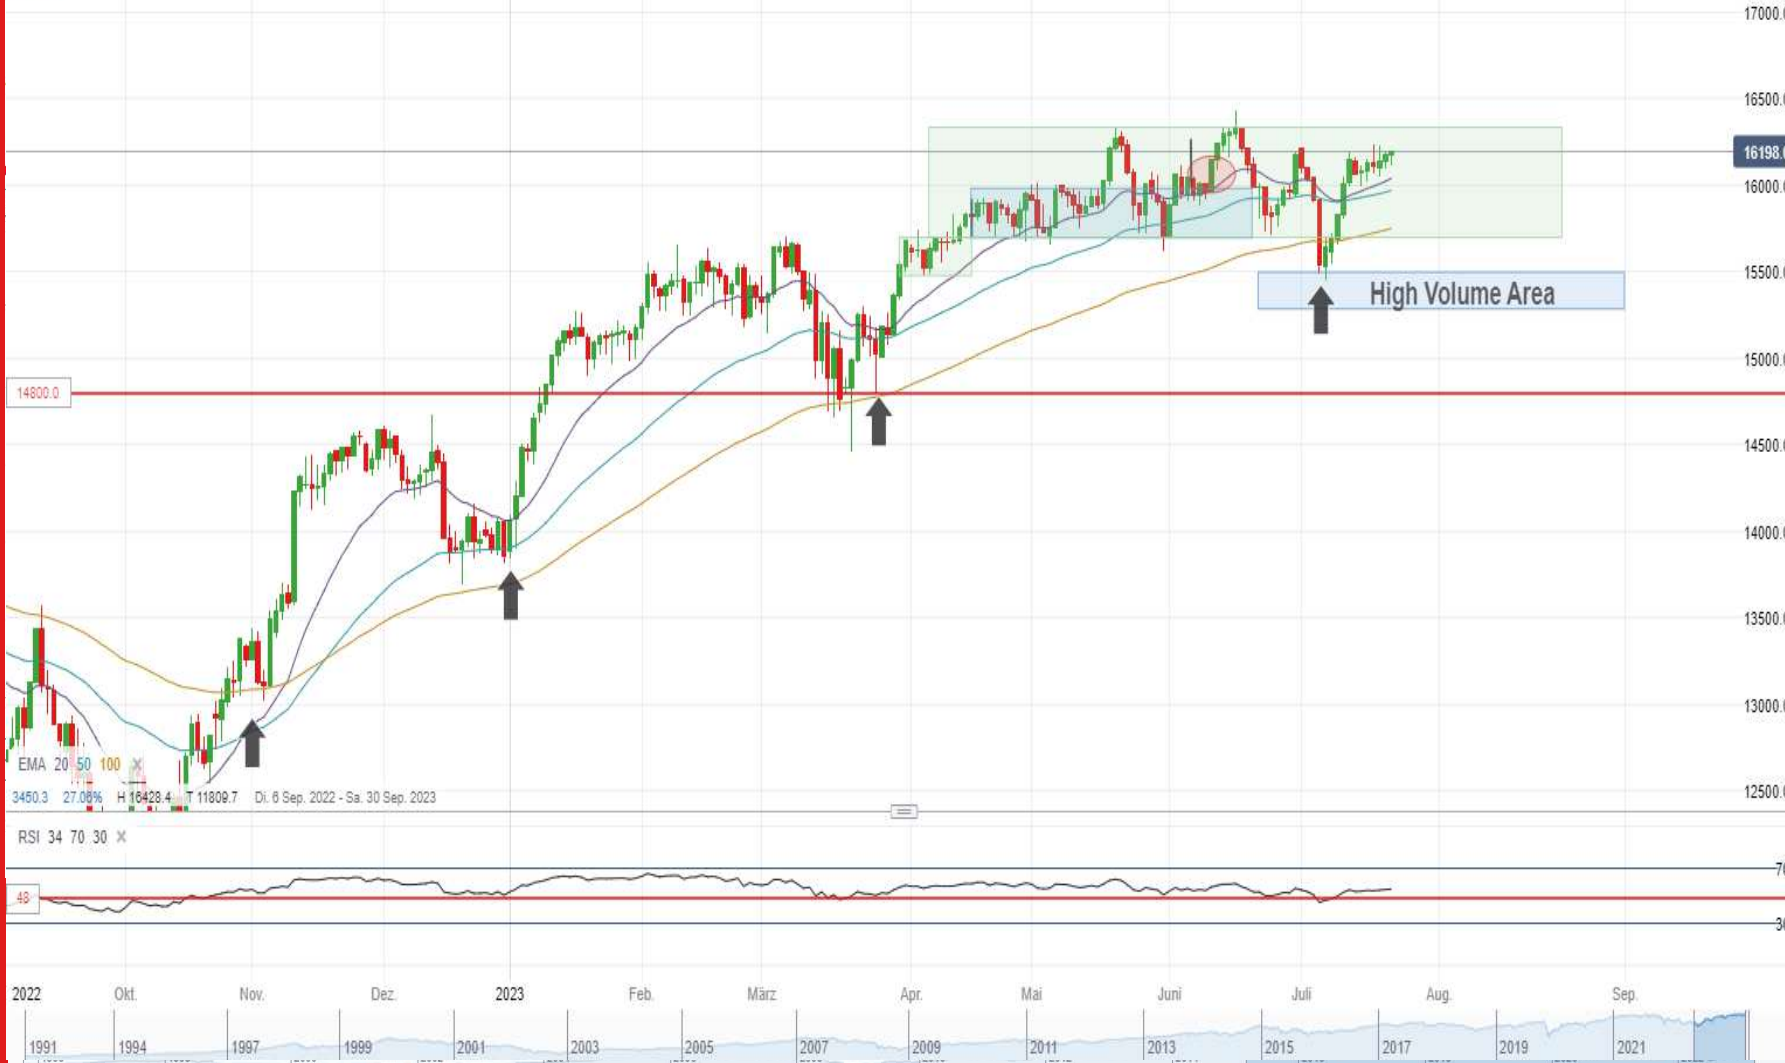 17000.
16500.
16198.
16000.
15500.
High Volume Area
15000.
14800.0
14500.
14000.
13500.
13000.
EMA 20 50 100 X
12500.
3450.3 27.06% H 16428.4 T 11809.7 Di. 6 Sep. 2022 - Sa. 30 Sep. 2023
RSI 34 70 30 X
48
2022 Okt. Nov. Dez. 2023 Feb. März Apr. Mai Juni Juli Aug. Sep.
1991 1994 1997 1999 2001 2003 2005 2007 2009 2011 2013 2015 2017 2019 2021